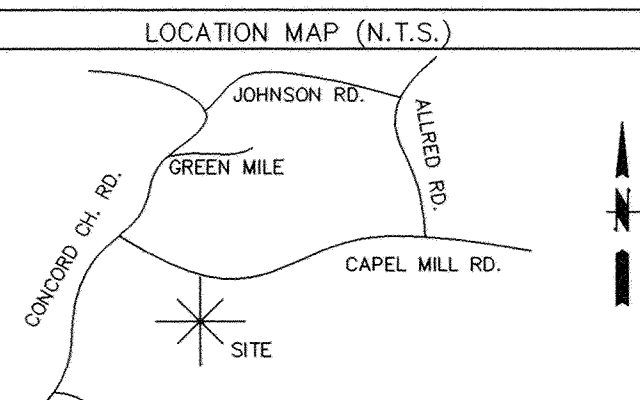 LOCATION MAP (N.T.S.)
JOHNSON RD.
ALLRED RD.
GREEN MILE
N
CONCORD CH. RD.
CAPEL MILL RD.
SITE